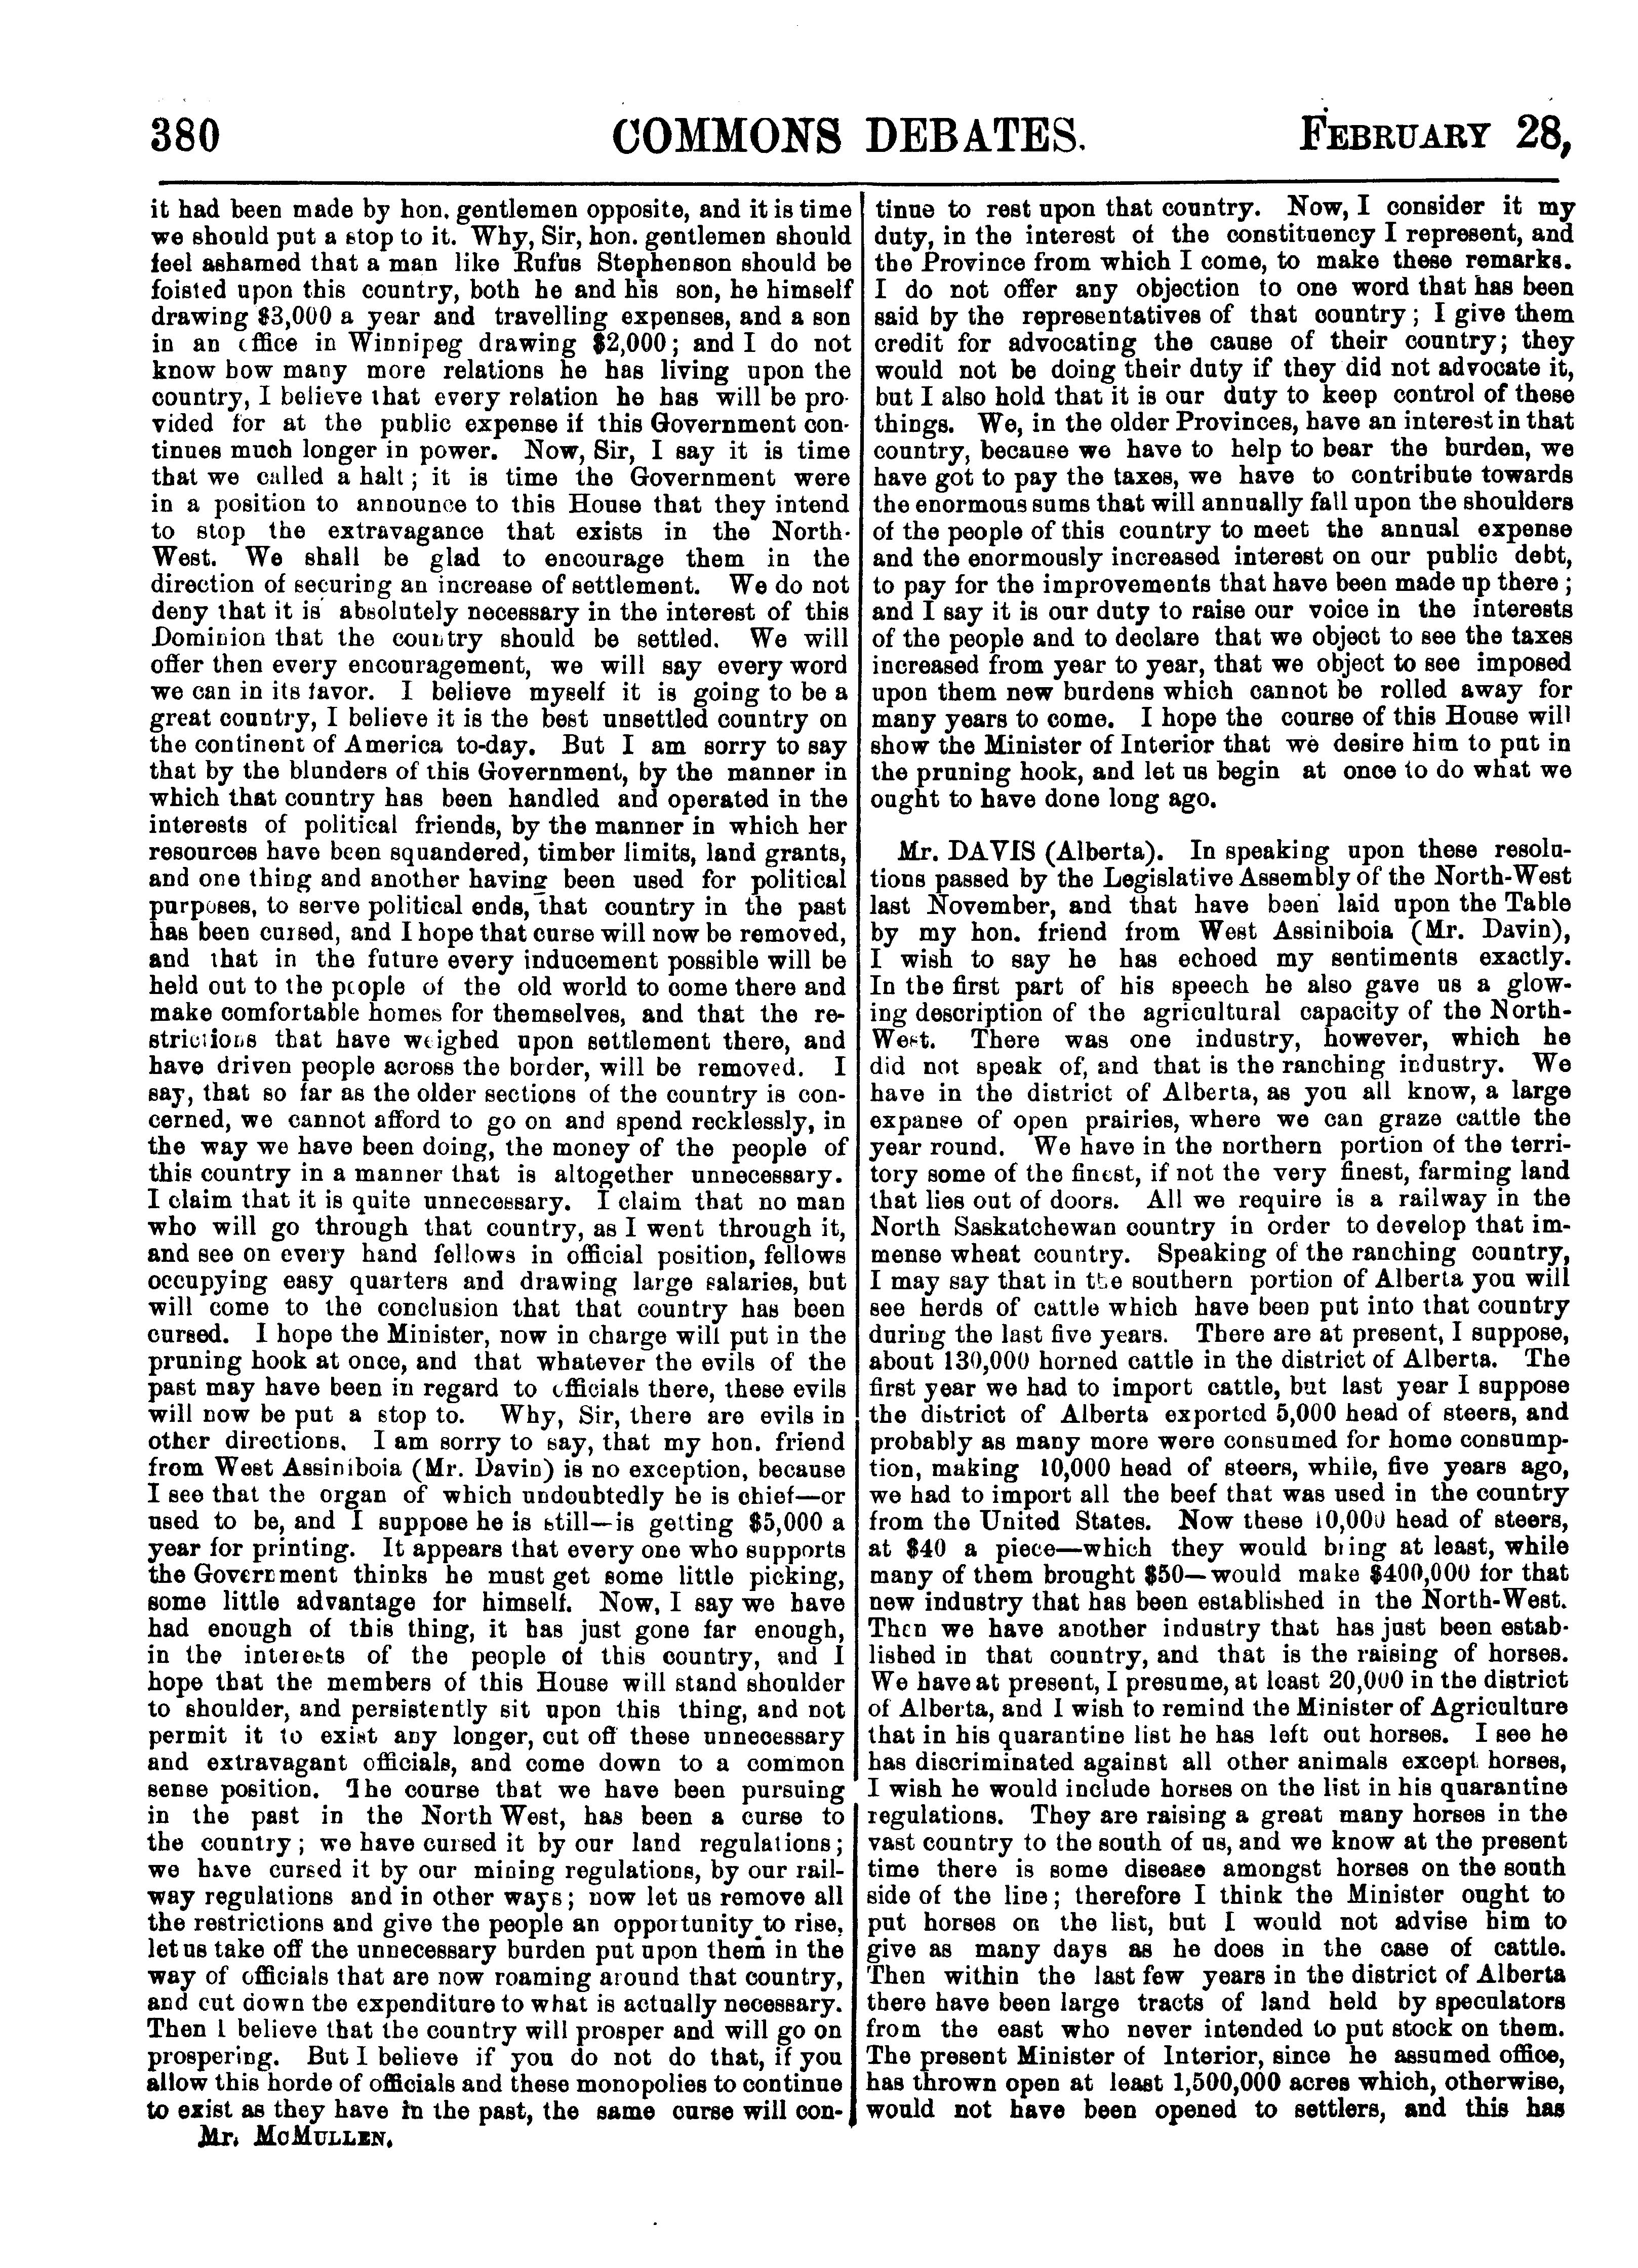 380 COMMONS DEBATES. FEBRUARY 28,
it had been made by hon. gentlemen opposite, and it is time
we should put a stop to it. Why, Sir, hon. gentlemen should
feel ashamed that a man like Rufus Stephenson should be
foisted upon this country, both he and his son, he himself
drawing $3,000 a year and travelling expenses, and a son
in an office in Winnipeg drawing $2,000; and I do not
know how many more relations he has living upon the
country, I believe that every relation he has will be pro-
vided for at the public expense if this Government con-
tinues much longer in power. Now, Sir, I say it is time
that we called a halt; it is time the Government were
in a position to announce to this House that they intend
to stop the extravagance that exists in the North-
West. We shall be glad to encourage them in the
direction of securing an increase of settlement. We do not
deny that it is absolutely necessary in the interest of this
Dominion that the country should be settled. We will
offer then every encouragement, we will say every word
we can in its favor. I believe myself it is going to be a
great country, I believe it is the best unsettled country on
the continent of America to-day. But I am sorry to say
that by the blunders of this Government, by the manner in
which that country has been handled and operated in the
interests of political friends, by the manner in which her
resources have been squandered, timber limits, land grants,
and one thing and another having been used for political
purposes, to serve political ends, that country in the past
has been cursed, and I hope that curse will now be removed,
and that in the future every inducement possible will be
held out to the people of the old world to come there and
make comfortable homes for themselves, and that the re-
strictions that have weighed upon settlement there, and
have driven people across the border, will be removed. I
say, that so far as the older sections of the country is con-
cerned, we cannot afford to go on and spend recklessly, in
the way we have been doing, the money of the people of
this country in a manner that is altogether unnecessary.
I claim that it is quite unnecessary. I claim that no man
who will go through that country, as I went through it,
and see on every hand fellows in official position, fellows
occupying easy quarters and drawing large salaries, but
will come to the conclusion that that country has been
cursed. I hope the Minister, now in charge will put in the
pruning hook at once, and that whatever the evils of the
past may have been in regard to officials there, these evils
will now be put a stop to. Why, Sir, there are evils in
other directions. I am sorry to say, that my hon. friend
from West Assiniboia (Mr. Davin) is no exception, because
I see that the organ of which undoubtedly he is chief—or
used to be, and I suppose he is still—is getting $5,000 a
year for printing. It appears that every one who supports
the Government thinks he must get some little picking,
some little advantage for himself. Now, I say we have
had enough of this thing, it has just gone far enough,
in the interests of the people of this country, and I
hope that the members of this House will stand shoulder
to shoulder, and persistently sit upon this thing, and not
permit it to exist any longer, cut off these unnecessary
and extravagant officials, and come down to a common
sense position. The course that we have been pursuing
in the past in the North West, has been a curse to
the country; we have cursed it by our land regulations;
we have cursed it by our mining regulations, by our rail-
way regulations and in other ways; now let us remove all
the restrictions and give the people an opportunity to rise,
let us take off the unnecessary burden put upon them in the
way of officials that are now roaming around that country,
and cut down the expenditure to what is actually necessary.
Then I believe that the country will prosper and will go on
prospering. But I believe if you do not do that, if you
allow this horde of officials and these monopolies to continue
to exist as they have in the past, the same curse will con-
Mr. MCMULLEN.
tinue to rest upon that country. Now, I consider it my
duty, in the interest of the constituency I represent, and
the Province from which I come, to make these remarks.
I do not offer any objection to one word that has been
said by the representatives of that country; I give them
credit for advocating the cause of their country; they
would not be doing their duty if they did not advocate it,
but I also hold that it is our duty to keep control of these
things. We, in the older Provinces, have an interest in that
country, because we have to help to bear the burden, we
have got to pay the taxes, we have to contribute towards
the enormous sums that will annually fall upon the shoulders
of the people of this country to meet the annual expense
and the enormously increased interest on our public debt,
to pay for the improvements that have been made up there;
and I say it is our duty to raise our voice in the interests
of the people and to declare that we object to see the taxes
increased from year to year, that we object to see imposed
upon them new burdens which cannot be rolled away for
many years to come. I hope the course of this House will
show the Minister of Interior that we desire him to put in
the pruning hook, and let us begin at once to do what we
ought to have done long ago.
Mr. DAVIS (Alberta). In speaking upon these resolu-
tions passed by the Legislative Assembly of the North-West
last November, and that have been laid upon the Table
by my hon. friend from West Assiniboia (Mr. Davin),
I wish to say he has echoed my sentiments exactly.
In the first part of his speech he also gave us a glow-
ing description of the agricultural capacity of the North-
West. There was one industry, however, which he
did not speak of, and that is the ranching industry. We
have in the district of Alberta, as you all know, a large
expanse of open prairies, where we can graze cattle the
year round. We have in the northern portion of the terri-
tory some of the finest, if not the very finest, farming land
that lies out of doors. All we require is a railway in the
North Saskatchewan country in order to develop that im-
mense wheat country. Speaking of the ranching country,
I may say that in the southern portion of Alberta you will
see herds of cattle which have been put into that country
during the last five years. There are at present, I suppose,
about 130,000 horned cattle in the district of Alberta. The
first year we had to import cattle, but last year I suppose
the district of Alberta exported 5,000 head of steers, and
probably as many more were consumed for home consump-
tion, making 10,000 head of steers, while, five years ago,
we had to import all the beef that was used in the country
from the United States. Now these 10,000 head of steers,
at $40 a piece—which they would bring at least, while
many of them brought $50—would make $400,000 for that
new industry that has been established in the North-West.
Then we have another industry that has just been estab-
lished in that country, and that is the raising of horses.
We have at present, I presume, at least 20,000 in the district
of Alberta, and I wish to remind the Minister of Agriculture
that in his quarantine list he has left out horses. I see he
has discriminated against all other animals except horses,
I wish he would include horses on the list in his quarantine
regulations. They are raising a great many horses in the
vast country to the south of us, and we know at the present
time there is some disease amongst horses on the south
side of the line; therefore I think the Minister ought to
put horses on the list, but I would not advise him to
give as many days as he does in the case of cattle.
Then within the last few years in the district of Alberta
there have been large tracts of land held by speculators
from the east who never intended to put stock on them.
The present Minister of Interior, since he assumed office,
has thrown open at least 1,500,000 acres which, otherwise,
would not have been opened to settlers, and this has